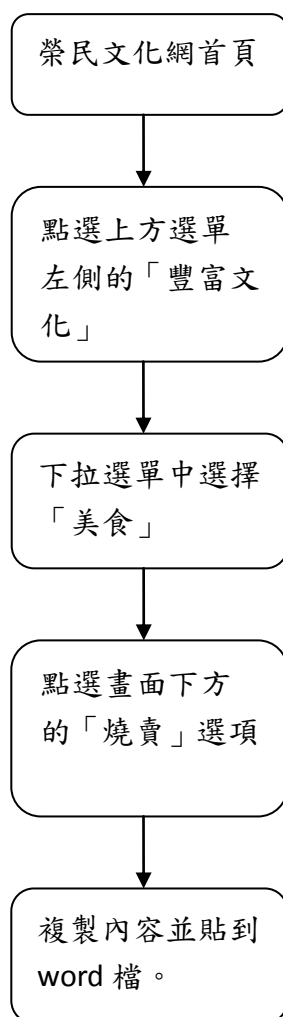 榮民文化網首頁
點選上方選單
左側的「豐富文
化」
下拉選單中選擇
「美食」
點選畫面下方
的「燒賣」選項
複製內容並貼到
word 檔。